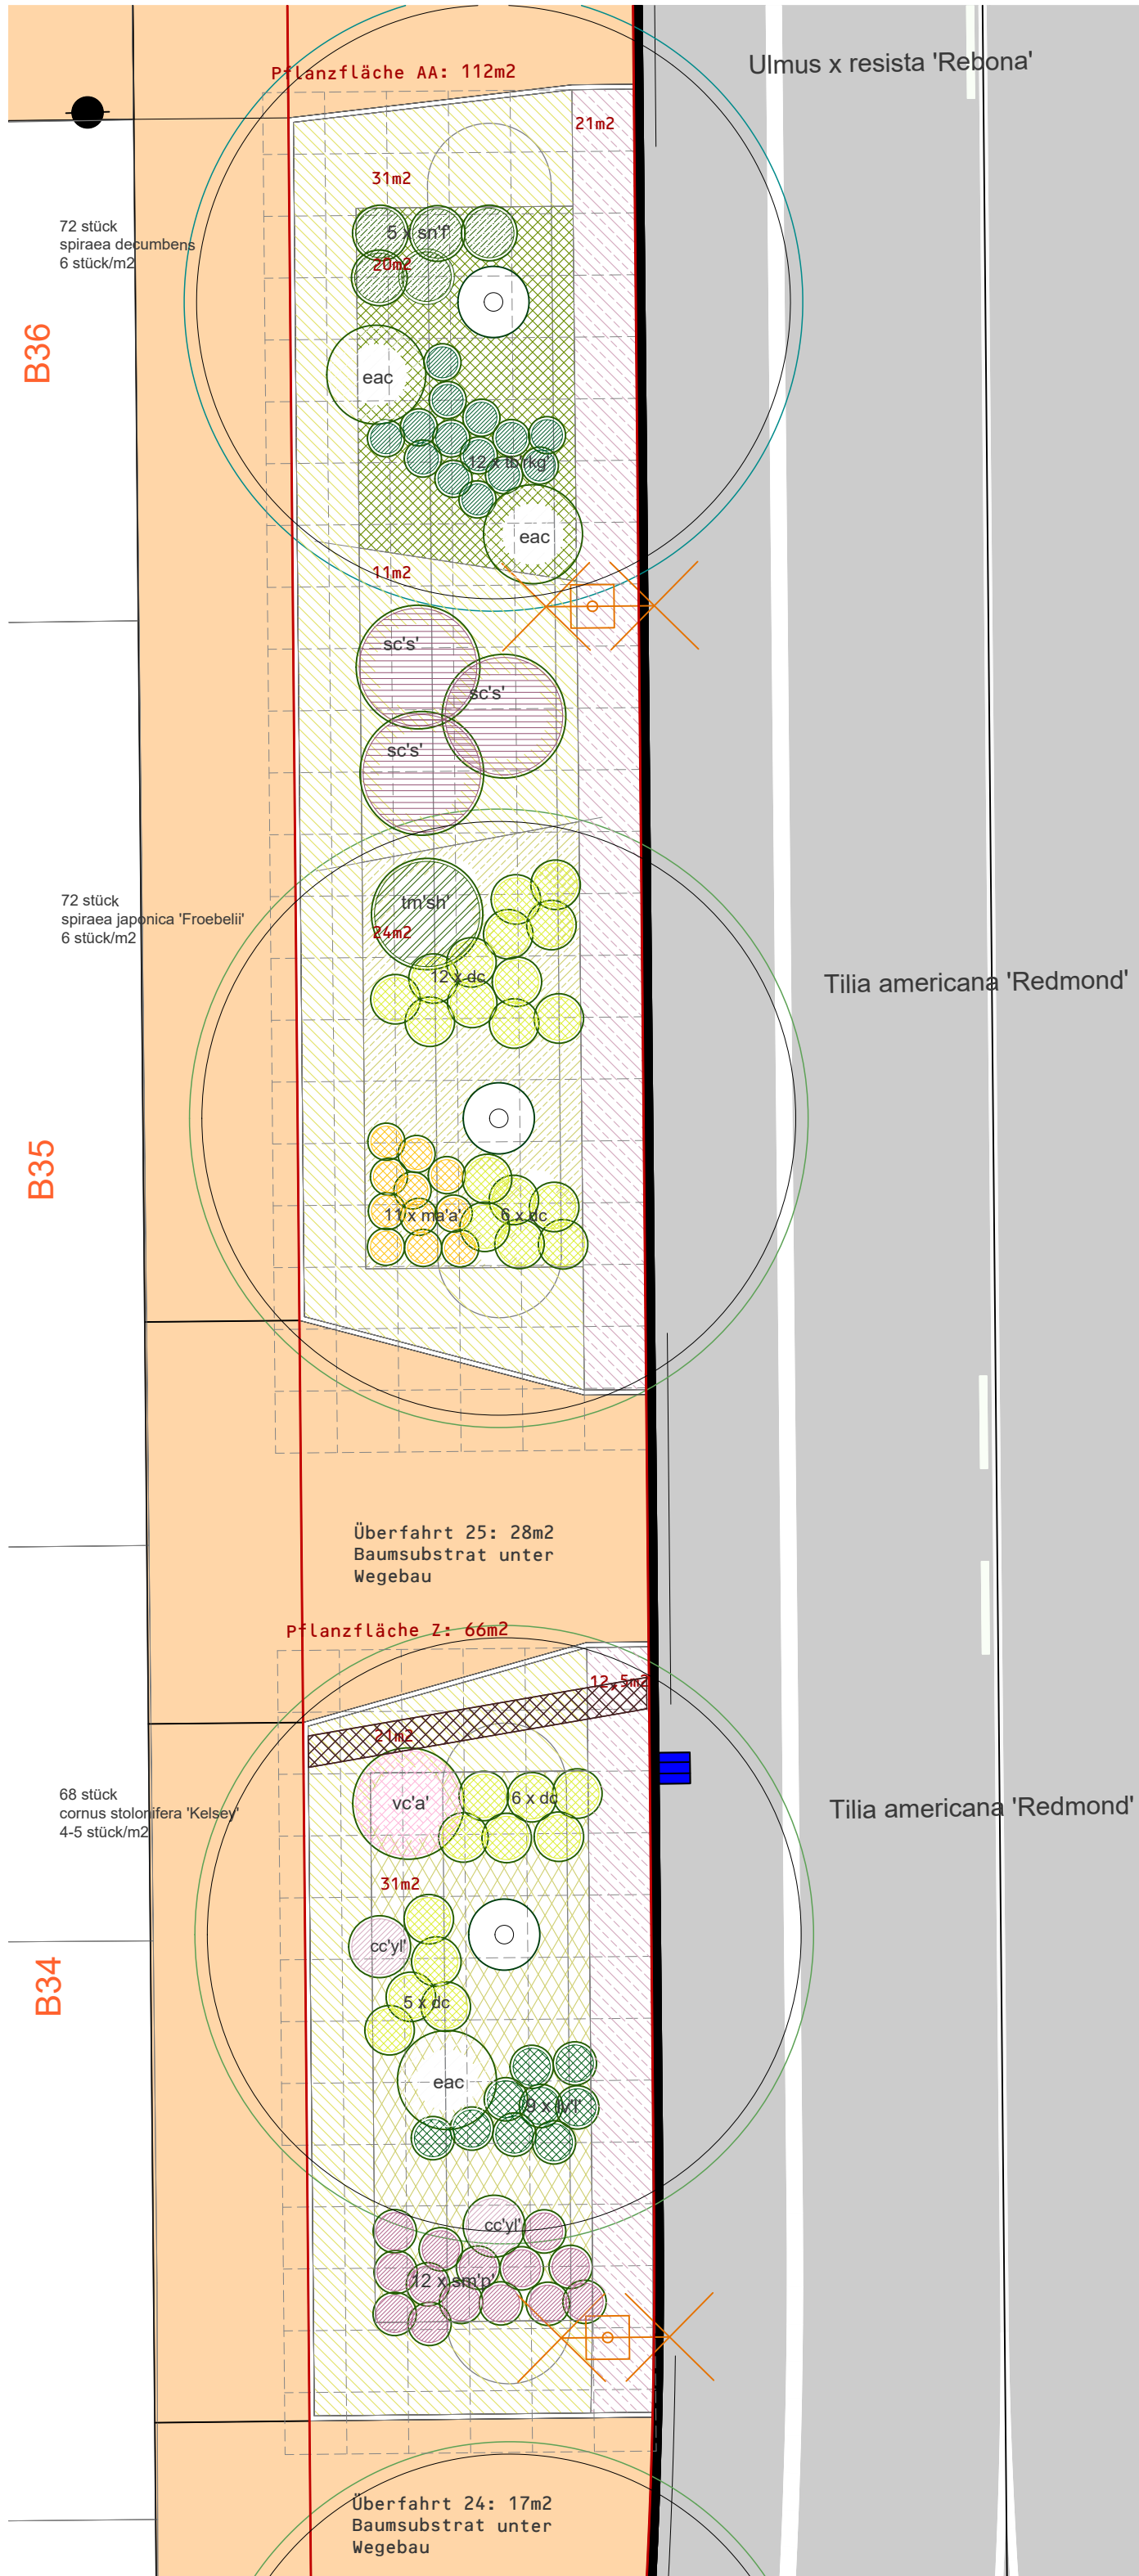 Ulmus x resista 'Rebona'
Pflanzfläche AA: 112m2
21m2
31m2
72 stück
spiraea decumbens
6 stück/m2
5 x sn'f'
20m2
B36
eac
12 x tb'rkg'
eac
11m2
sc's'
sc's'
sc's'
72 stück
spiraea japonica 'Froebelii'
6 stück/m2
tm'sh'
24m2
12 x dc
Tilia americana 'Redmond'
B35
11 x ma'a'
6 x dc
Überfahrt 25: 28m2
Baumsubstrat unter
Wegebau
Pflanzfläche Z: 66m2
12,5m2
21m2
68 stück
cornus stolonifera 'Kelsey'
4-5 stück/m2
vc'a'
6 x dc
Tilia americana 'Redmond'
31m2
cc'yl'
B34
5 x dc
eac
9 x
cc'yl'
12 x sm'p'
Überfahrt 24: 17m2
Baumsubstrat unter
Wegebau